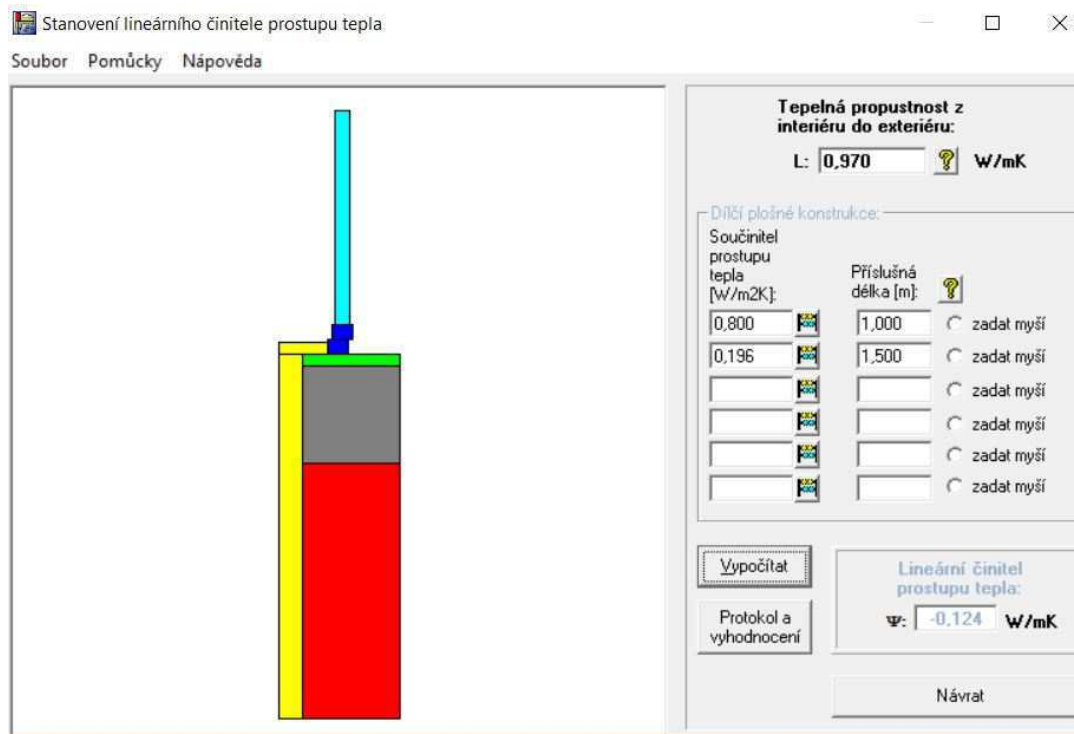 Stanovení lineárního činitele prostupu tepla
Soubor Pomůcky Nápověda
Tepelná propustnost z
interiéru do exteriéru:
L: 0,970 ? W/mK
Dílčí plošné konstrukce:
Součinitel
prostupu
tepla
[W/m2K]:
Příslušná
délka [m]: ?
0,800 1,000 zadat myší
0,196 1,500 zadat myší
zadat myší
zadat myší
zadat myší
zadat myší
Vypočítat
Protokol a
vyhodnocení
Lineární činitel
prostupu tepla:
Ψ: -0,124 W/mK
Návrat